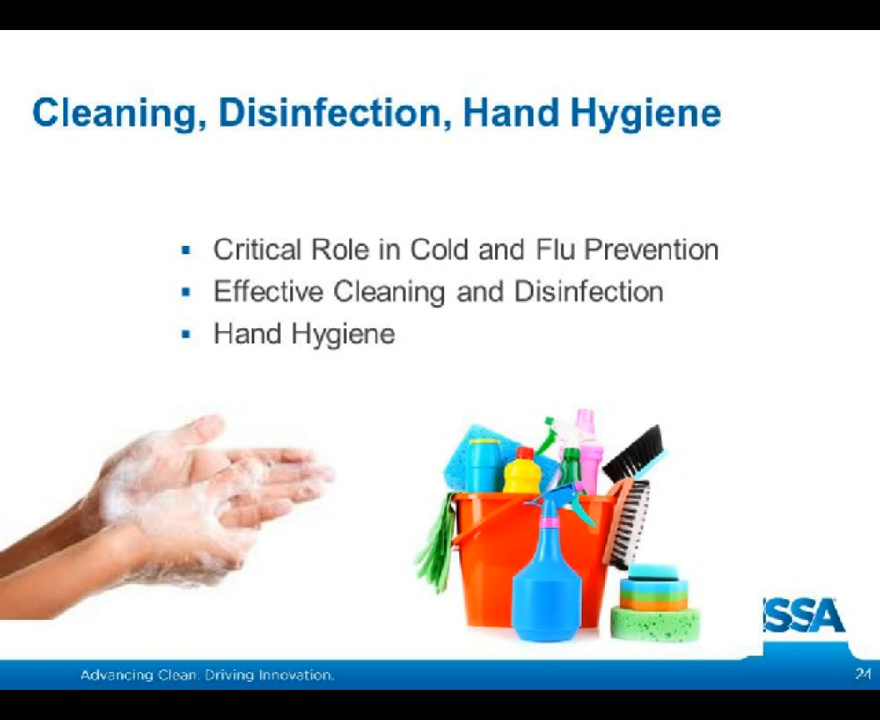 Cleaning, Disinfection, Hand Hygiene
Critical Role in Cold and Flu Prevention
Effective Cleaning and Disinfection
Hand Hygiene
ISSA
Advancing Clean. Driving Innovation.
24